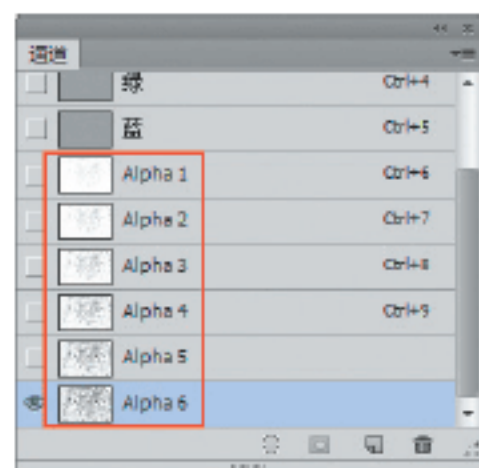 通道
绿 Ctrl+4
蓝 Ctrl+5
Alpha 1 Ctrl+6
Alpha 2 Ctrl+7
Alpha 3 Ctrl+8
Alpha 4 Ctrl+9
Alpha 5
Alpha 6